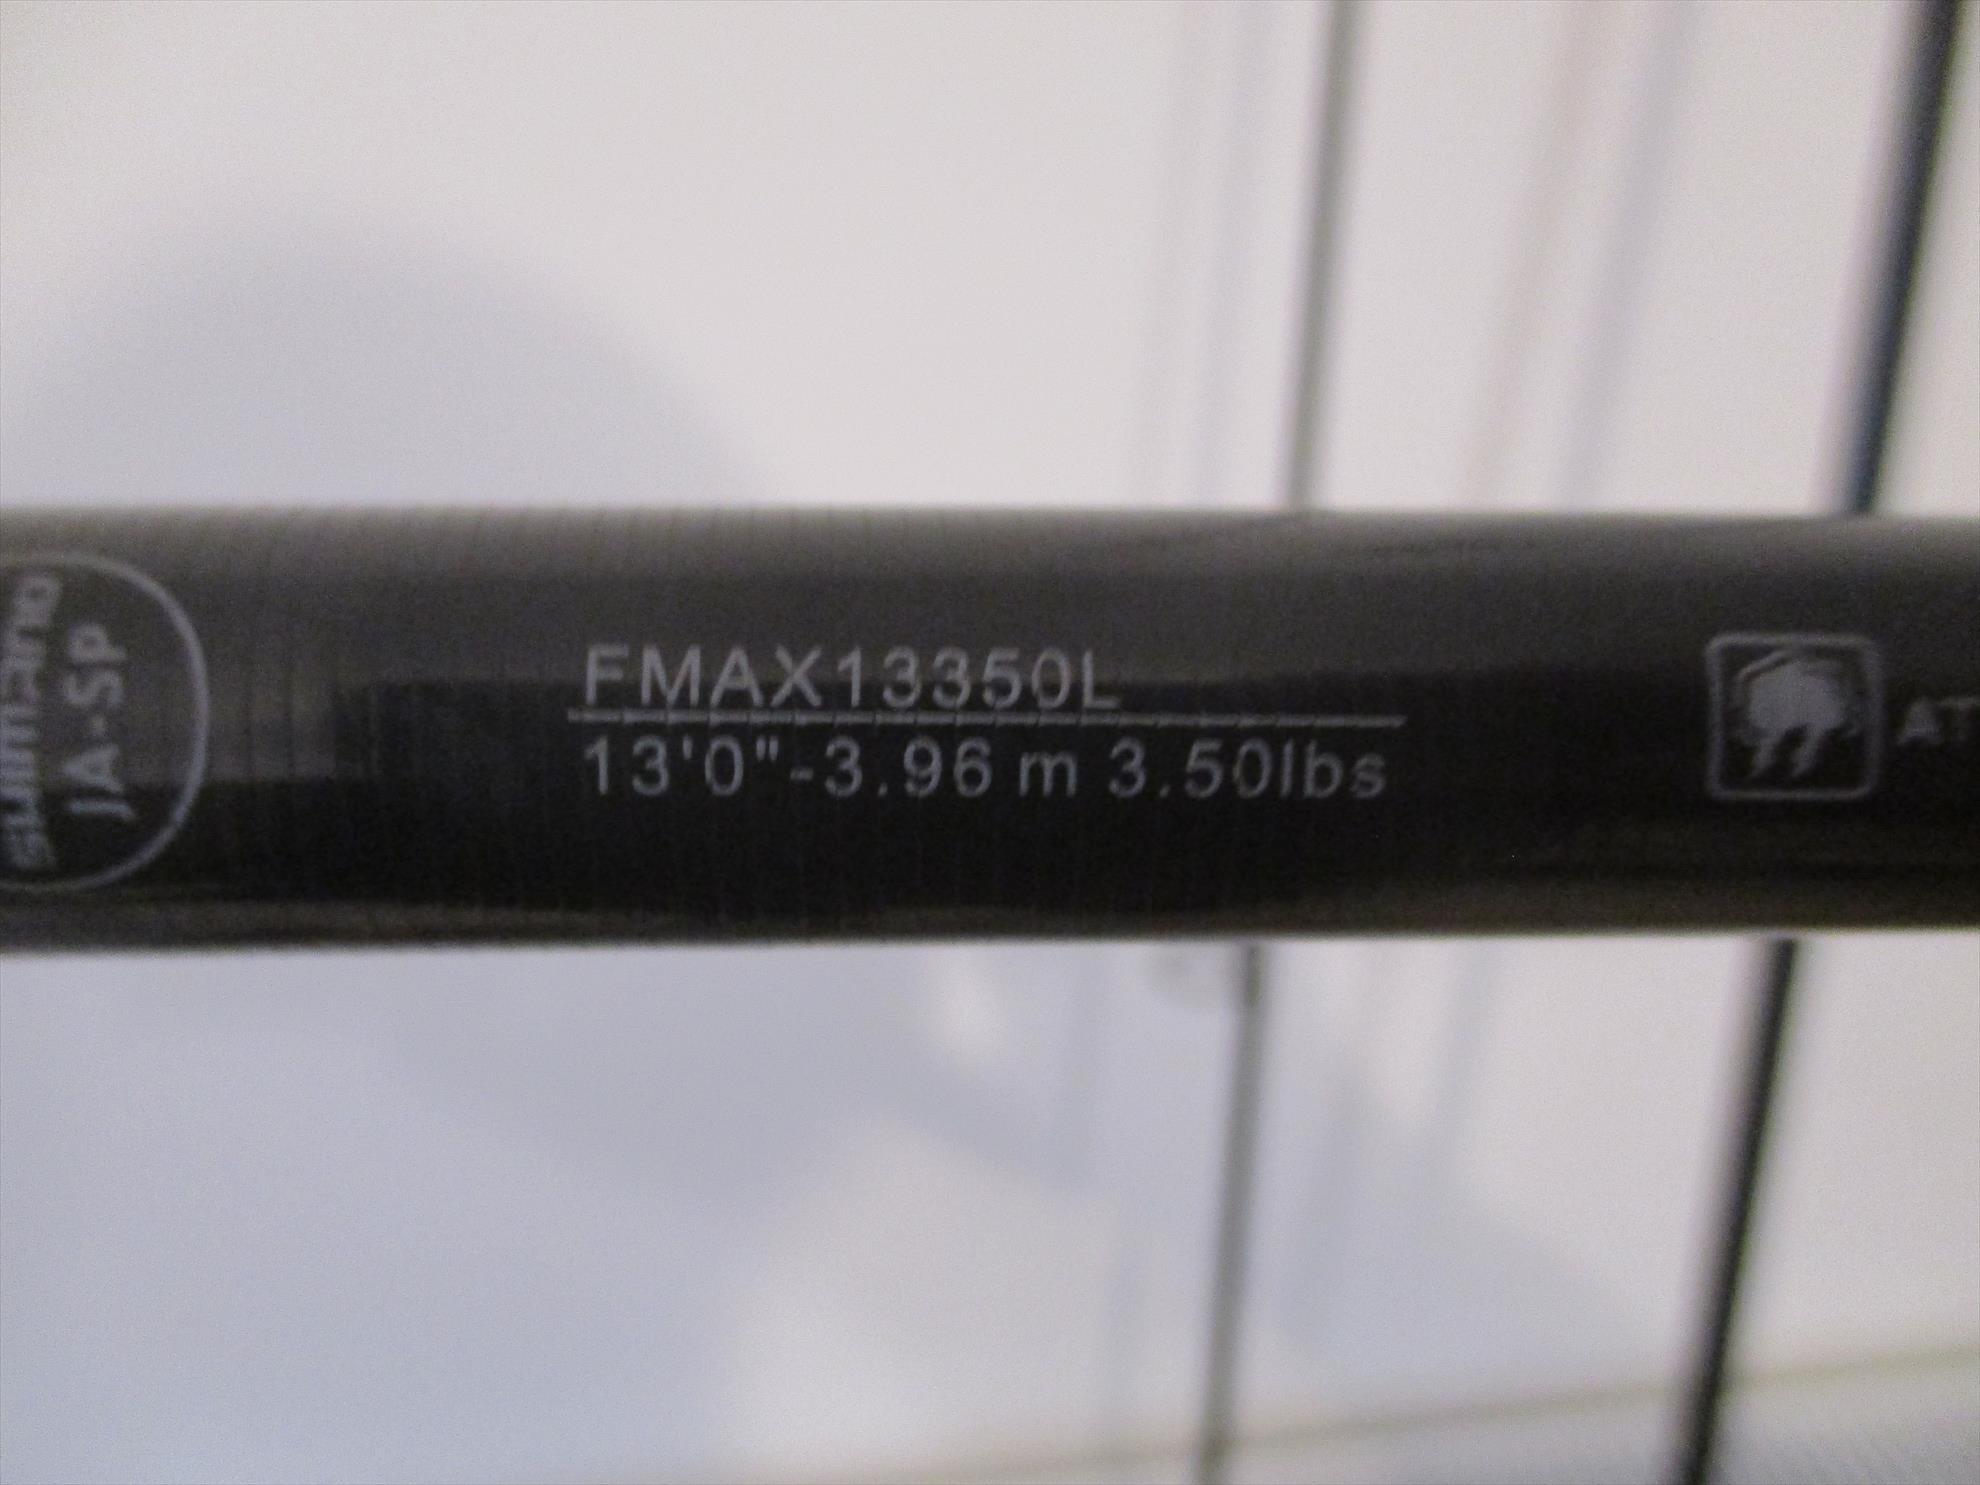 SHIMANO
JA-SP
FMAX13350L
13'0"-3.96 m 3.50lbs